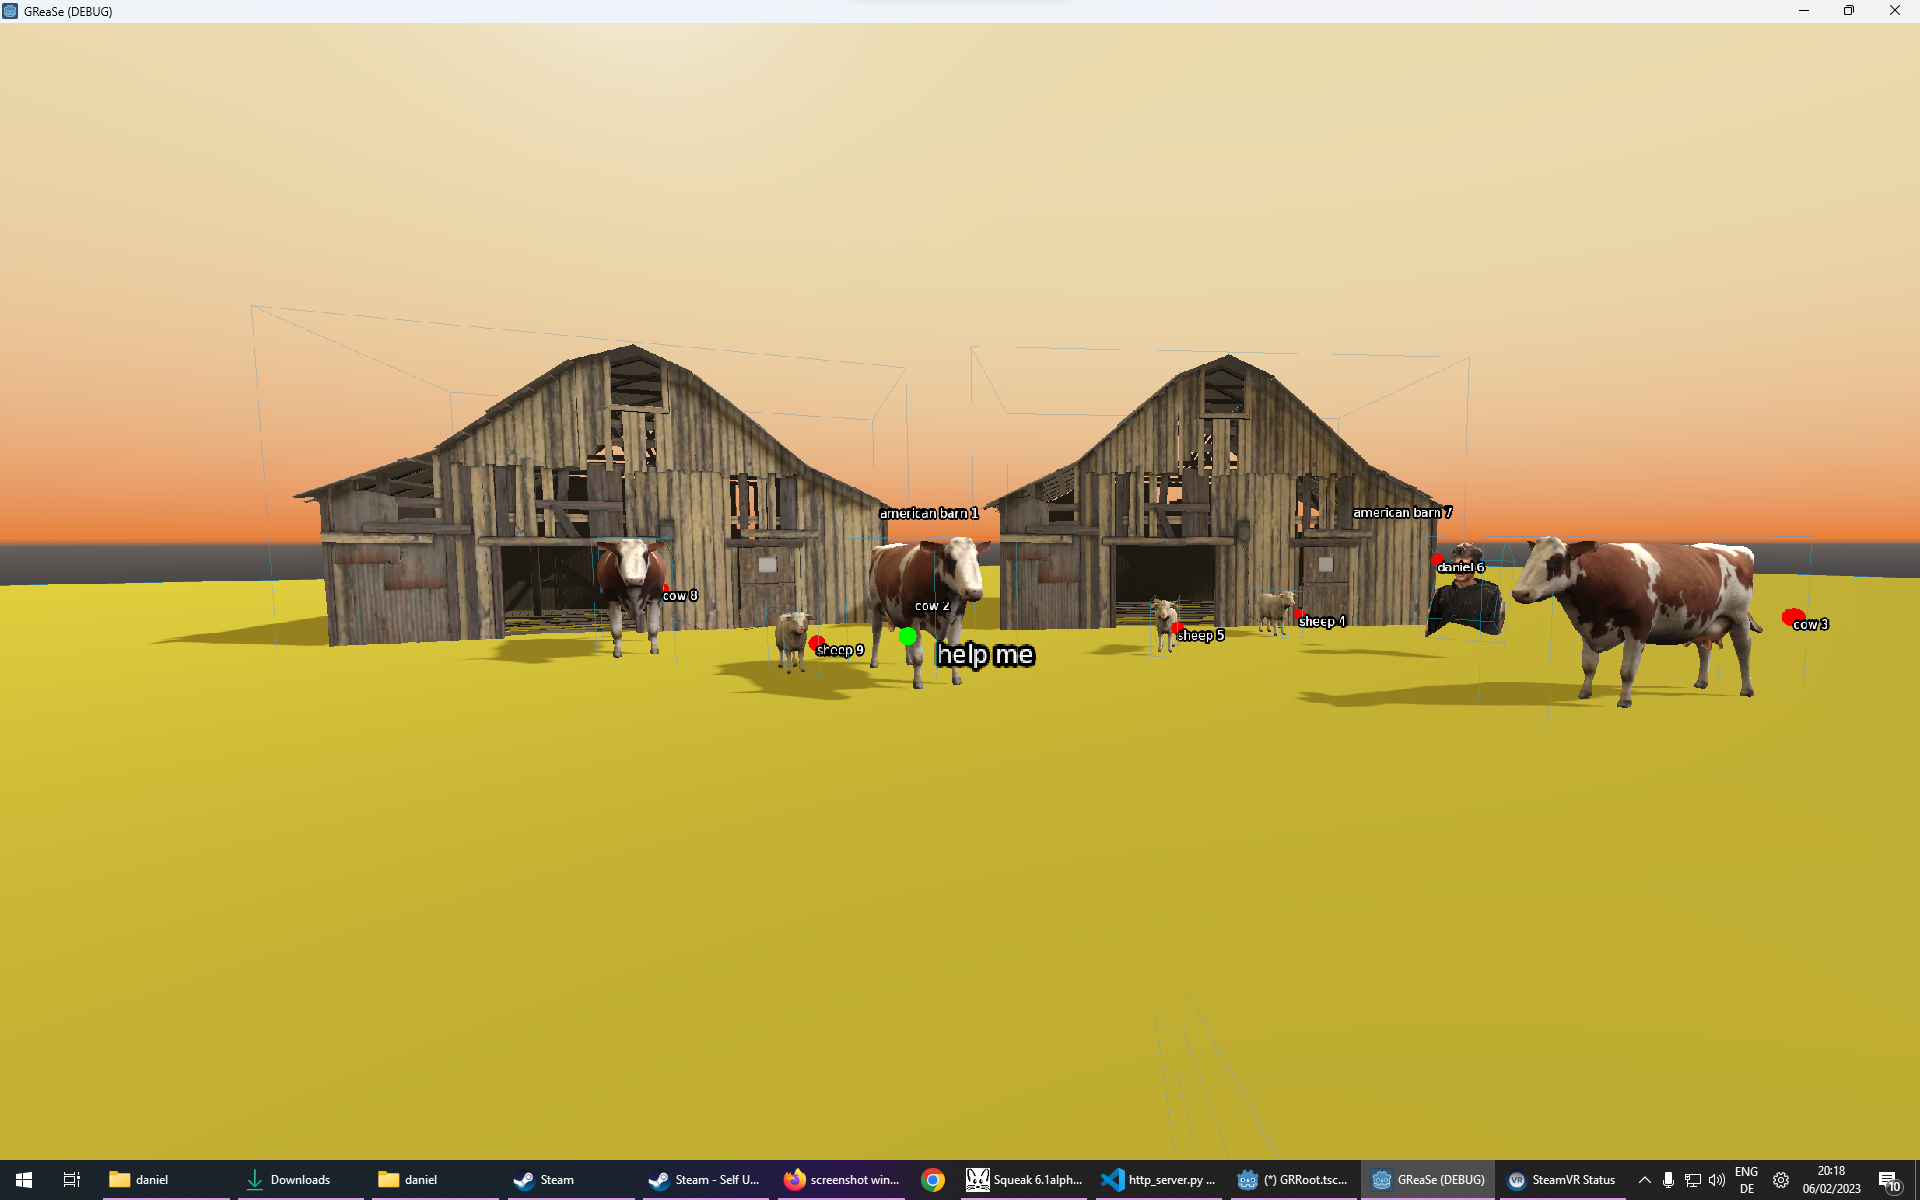 GReaSe (DEBUG)
american barn 1
american barn 7
daniel 6
cow 8
cow 2
sheep 4
cow 3
sheep 5
sheep 9
help me
daniel
Downloads
daniel
Steam
Steam - Self U...
screenshot win...
Squeak 6.1alph...
http_server.py ...
(*) GRRoot.tsc...
GReaSe (DEBUG)
VR
SteamVR Status
ENG
DE
20:18
06/02/2023
10